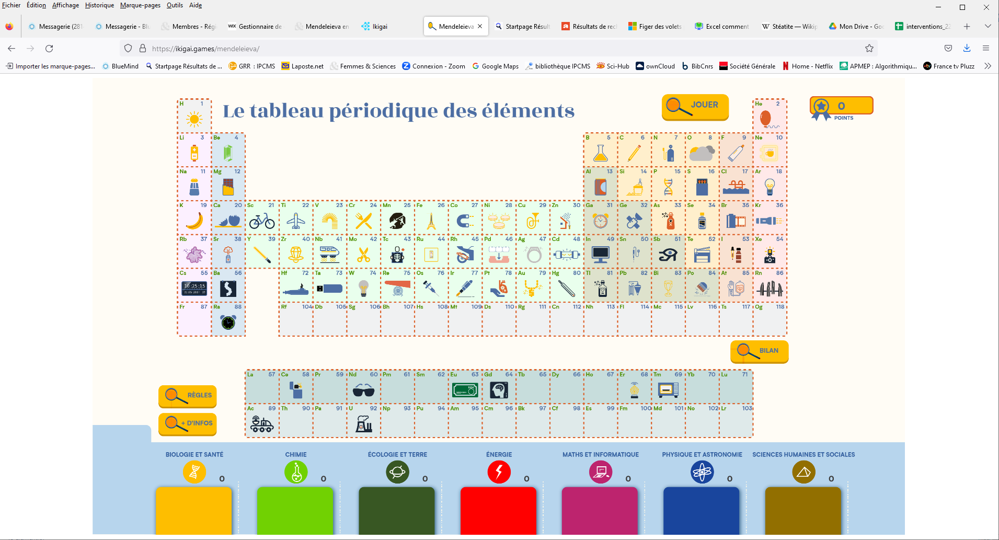 Fichier Édition Affichage Historique Marque-pages Outils Aide
Messagerie (281 Messagerie - Blu Membres - Régi WIX Gestionnaire de Mendeleieva en Ikigai Mendeleieva Startpage Résult Résultats de rec Figer des volets Excel comment W Stéatite — Wikip Mon Drive - Goo interventions_22
https://ikigai.games/mendeleieva/
Importer les marque-pages... BlueMind Startpage Résultats de ... GRR : IPCMS Laposte.net Femmes & Sciences Connexion - Zoom Google Maps bibliothèque IPCMS Sci-Hub ownCloud BibCnrs Société Générale Home - Netflix APMEP : Algorithmiqu... France tv Pluzz
Le tableau périodique des éléments
JOUER
0
POINTS
H 1 He 2
Li 3 Be 4 B 5 C 6 N 7 O 8 F 9 Ne 10
Na 11 Mg 12 Al 13 Si 14 P 15 S 16 Cl 17 Ar 18
K 19 Ca 20 Sc 21 Ti 22 V 23 Cr 24 Mn 25 Fe 26 Co 27 Ni 28 Cu 29 Zn 30 Ga 31 Ge 32 As 33 Se 34 Br 35 Kr 36
Rb 37 Sr 38 Y 39 Zr 40 Nb 41 Mo 42 Tc 43 Ru 44 Rh 45 Pd 46 Ag 47 Cd 48 In 49 Sn 50 Sb 51 Te 52 I 53 Xe 54
Cs 55 Ba 56 Hf 72 Ta 73 W 74 Re 75 Os 76 Ir 77 Pt 78 Au 79 Hg 80 Tl 81 Pb 82 Bi 83 Po 84 At 85 Rn 86
10:25:15
Fr 87 Ra 88 Rf 104 Db 105 Sg 106 Bh 107 Hs 108 Mt 109 Ds 110 Rg 111 Cn 112 Nh 113 Fl 114 Mc 115 Lv 116 Ts 117 Og 118
BILAN
La 57 Ce 58 Pr 59 Nd 60 Pm 61 Sm 62 Eu 63 Gd 64 Tb 65 Dy 66 Ho 67 Er 68 Tm 69 Yb 70 Lu 71
RÈGLES
Ac 89 Th 90 Pa 91 U 92 Np 93 Pu 94 Am 95 Cm 96 Bk 97 Cf 98 Es 99 Fm 100 Md 101 No 102 Lr 103
+ D'INFOS
BIOLOGIE ET SANTÉ CHIMIE ÉCOLOGIE ET TERRE ÉNERGIE MATHS ET INFORMATIQUE PHYSIQUE ET ASTRONOMIE SCIENCES HUMAINES ET SOCIALES
0 0 0 0 0 0 0